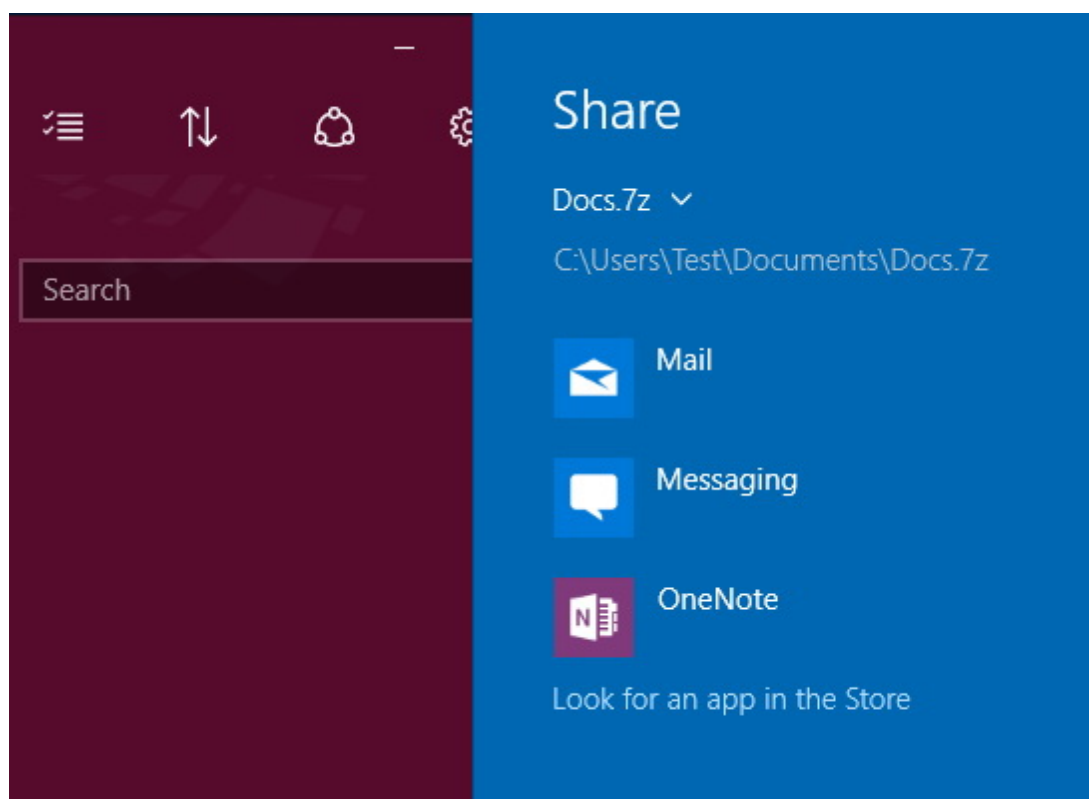 Share
Docs.7z
C:\Users\Test\Documents\Docs.7z
Search
Mail
Messaging
N
OneNote
Look for an app in the Store